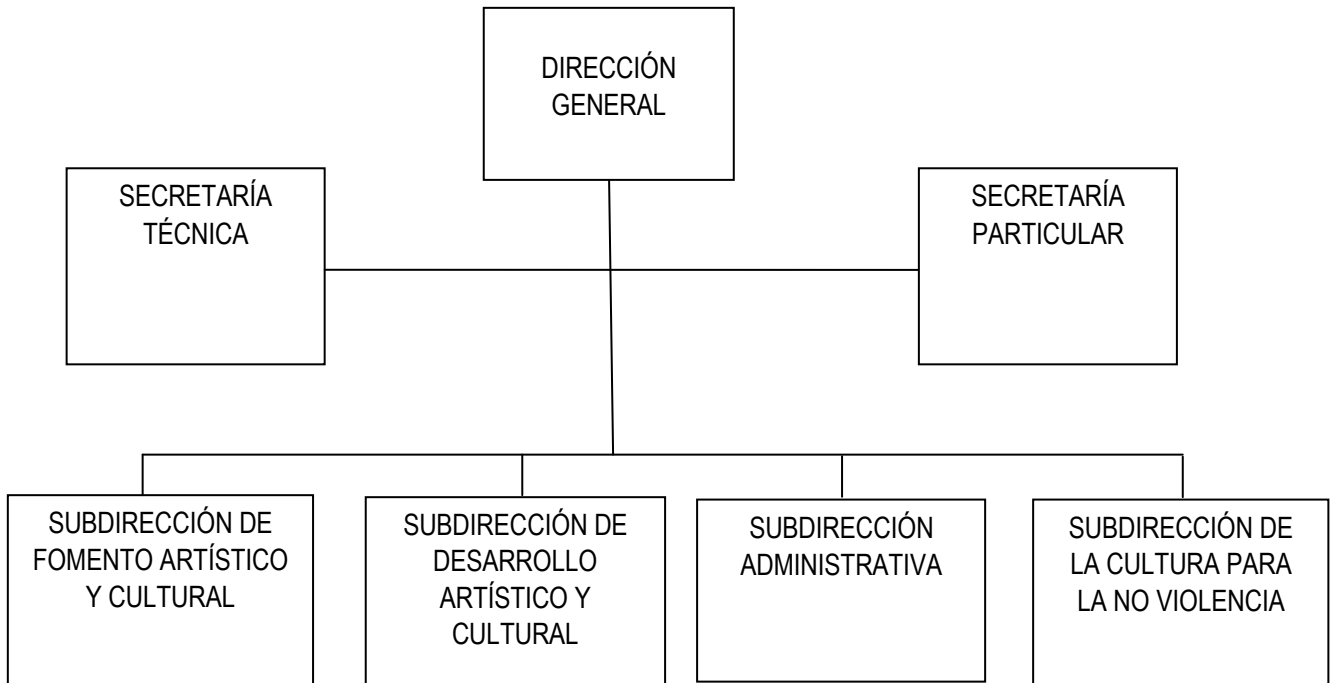 DIRECCIÓN
GENERAL
SECRETARÍA
TÉCNICA
SECRETARÍA
PARTICULAR
SUBDIRECCIÓN DE
FOMENTO ARTÍSTICO
Y CULTURAL
SUBDIRECCIÓN DE
DESARROLLO
ARTÍSTICO Y
CULTURAL
SUBDIRECCIÓN
ADMINISTRATIVA
SUBDIRECCIÓN DE
LA CULTURA PARA
LA NO VIOLENCIA